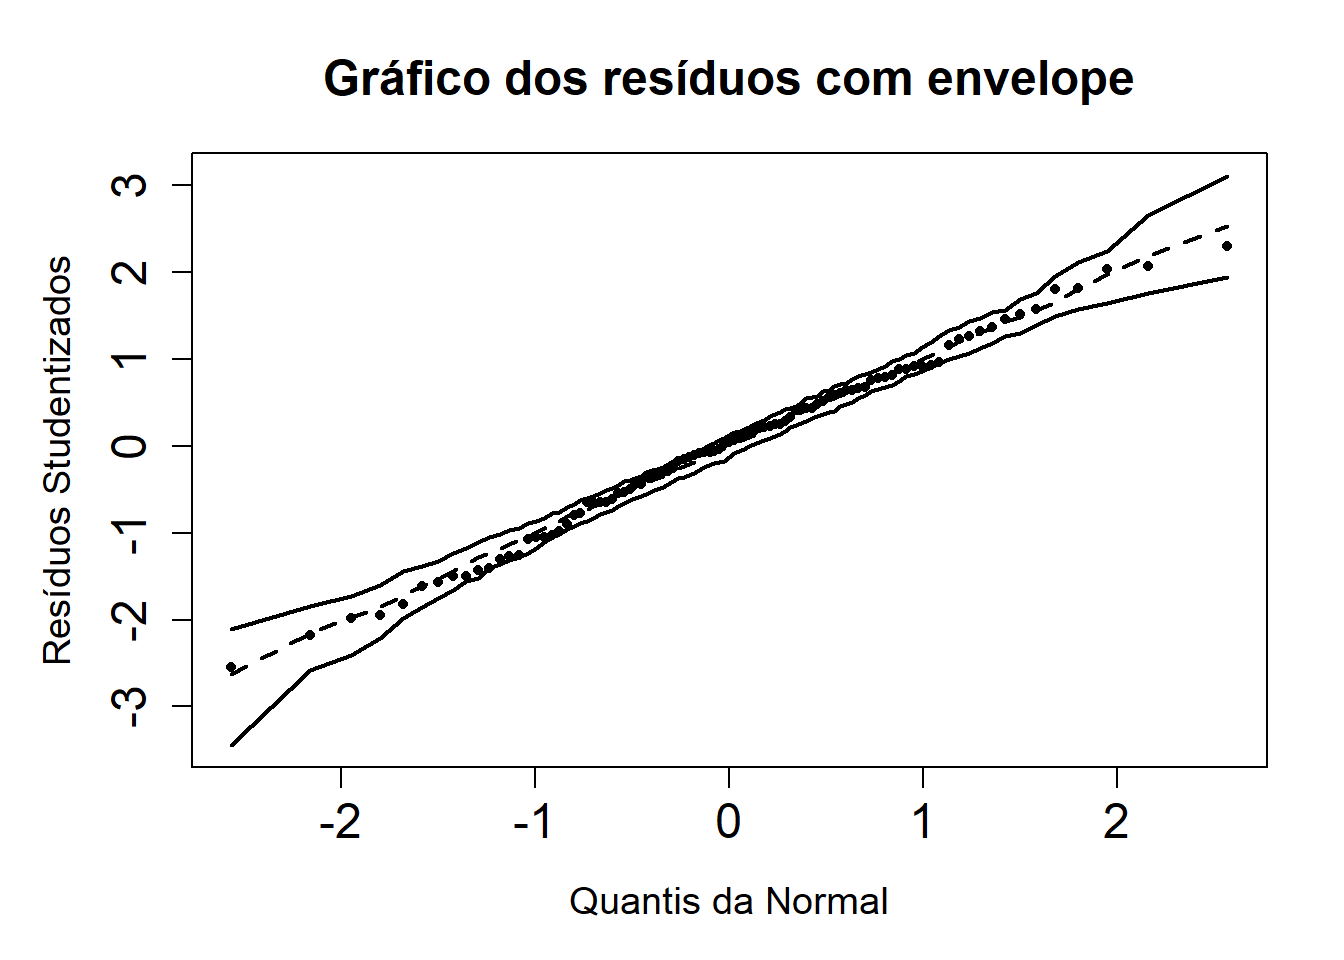 Gráfico dos resíduos com envelope
Resíduos Studentizados
3
2
1
0
-1
-2
-3
-2 -1 0 1 2
Quantis da Normal